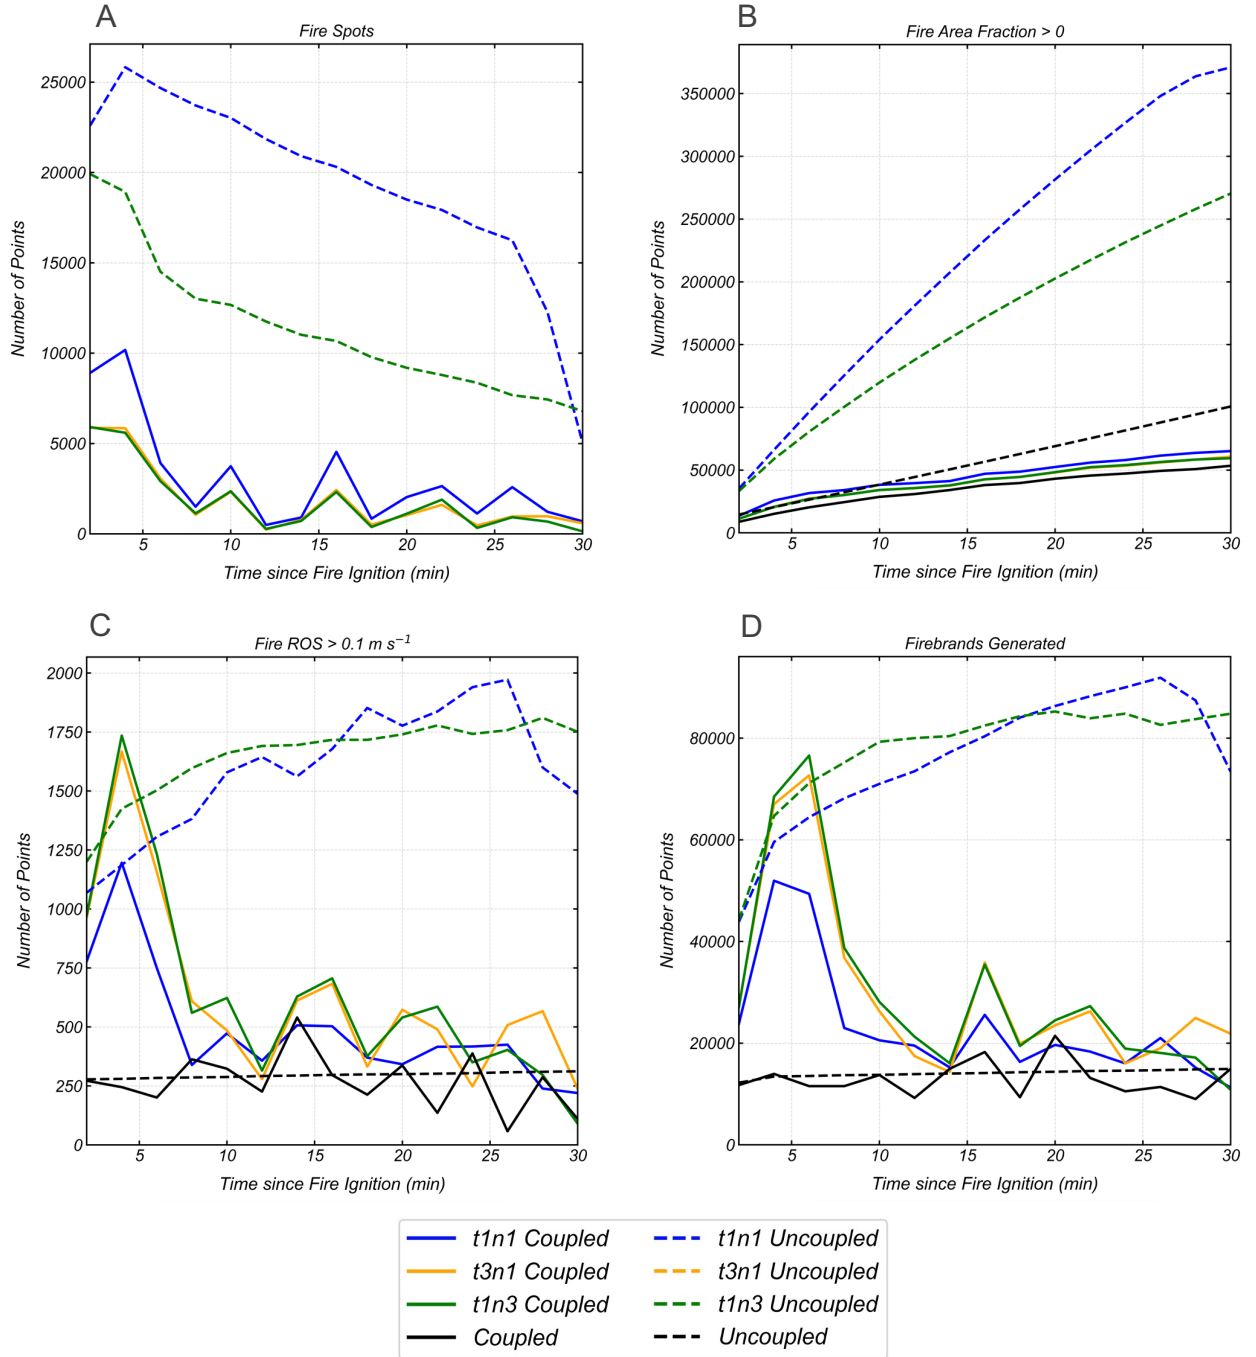 A
Fire Spots
25000
20000
15000
10000
5000
0
5
10
15
20
25
30
Number of Points
Time since Fire Ignition (min)
B
Fire Area Fraction > 0
350000
300000
250000
200000
150000
100000
50000
0
5
10
15
20
25
30
Number of Points
Time since Fire Ignition (min)
C
Fire ROS > 0.1 m s⁻¹
2000
1750
1500
1250
1000
750
500
250
0
5
10
15
20
25
30
Number of Points
Time since Fire Ignition (min)
D
Firebrands Generated
80000
60000
40000
20000
0
5
10
15
20
25
30
Number of Points
Time since Fire Ignition (min)
t1n1 Coupled
t3n1 Coupled
t1n3 Coupled
Coupled
t1n1 Uncoupled
t3n1 Uncoupled
t1n3 Uncoupled
Uncoupled